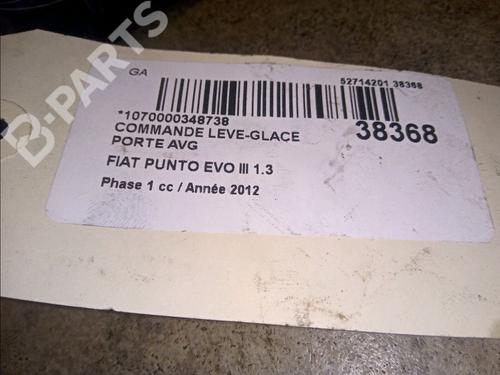 B-PARTS
GA
52714201 38368
*1070000348738
38368
COMMANDE LEVE-GLACE
PORTE AVG
FIAT PUNTO EVO III 1.3
Phase 1 cc / Année 2012